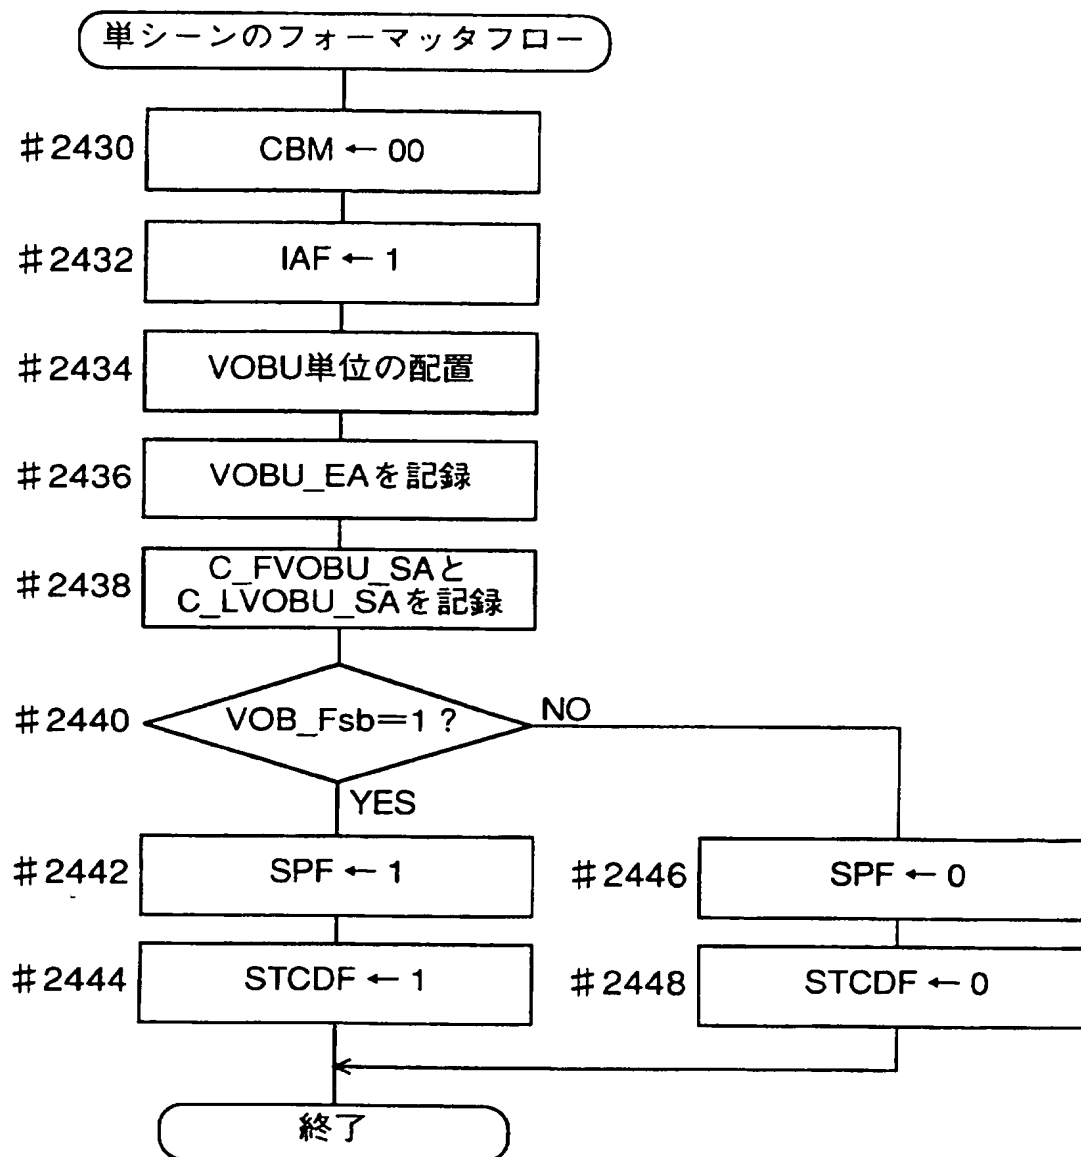 単シーンのフォーマッタフロー
#2430
CBM ← 00
#2432
IAF ← 1
#2434
VOBU単位の配置
#2436
VOBU_EAを記録
#2438
C_FVOBU_SAと
C_LVOBU_SAを記録
#2440
VOB_Fsb=1 ?
NO
YES
#2442
SPF ← 1
#2446
SPF ← 0
#2444
STCDF ← 1
#2448
STCDF ← 0
終了